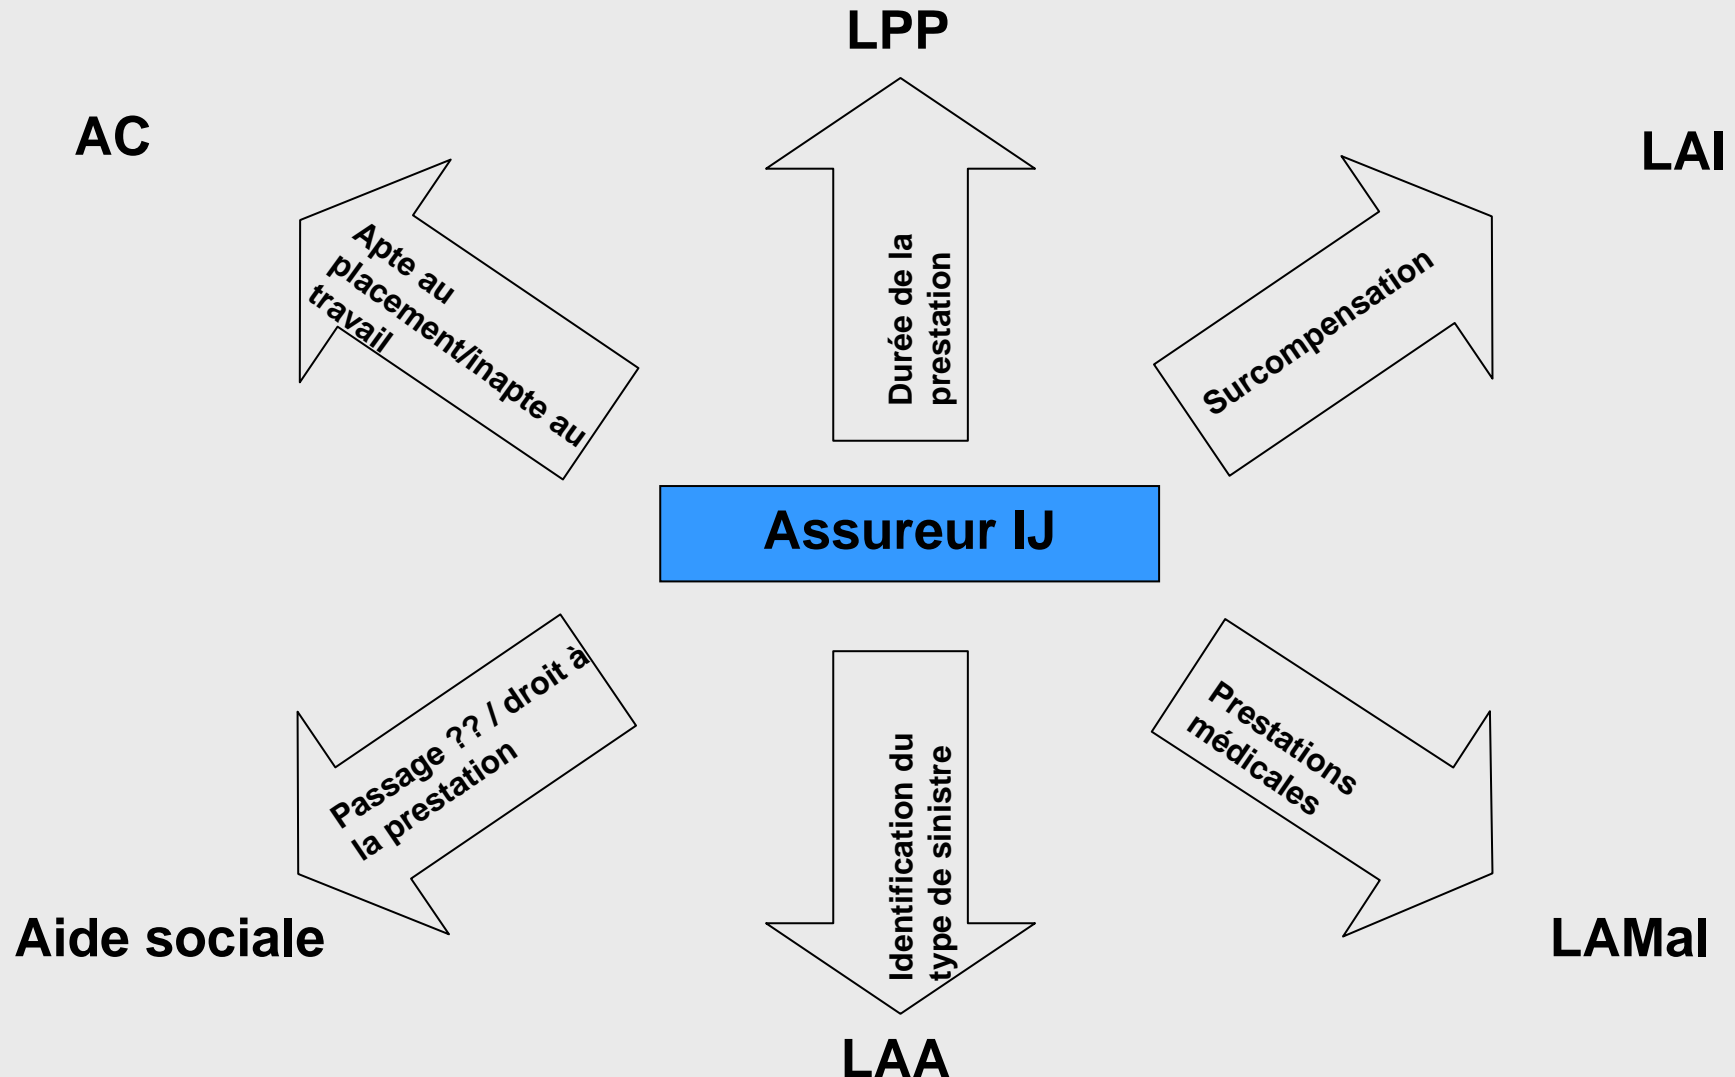 LPP
AC
LAI
Apte au
placement/inapte au
travail
Durée de la
prestation
Surcompensation
Assureur IJ
Passage ?? / droit à
la prestation
Identification du
type de sinistre
Prestations
médicales
Aide sociale
LAMal
LAA